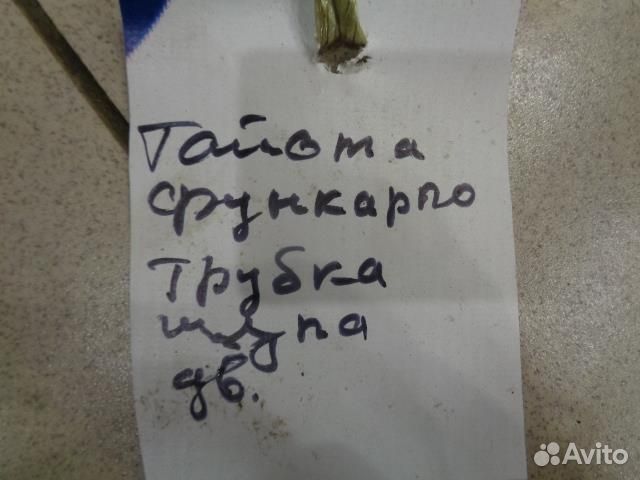 Тайота
функарго
трубка
щупа
дв.
Avito